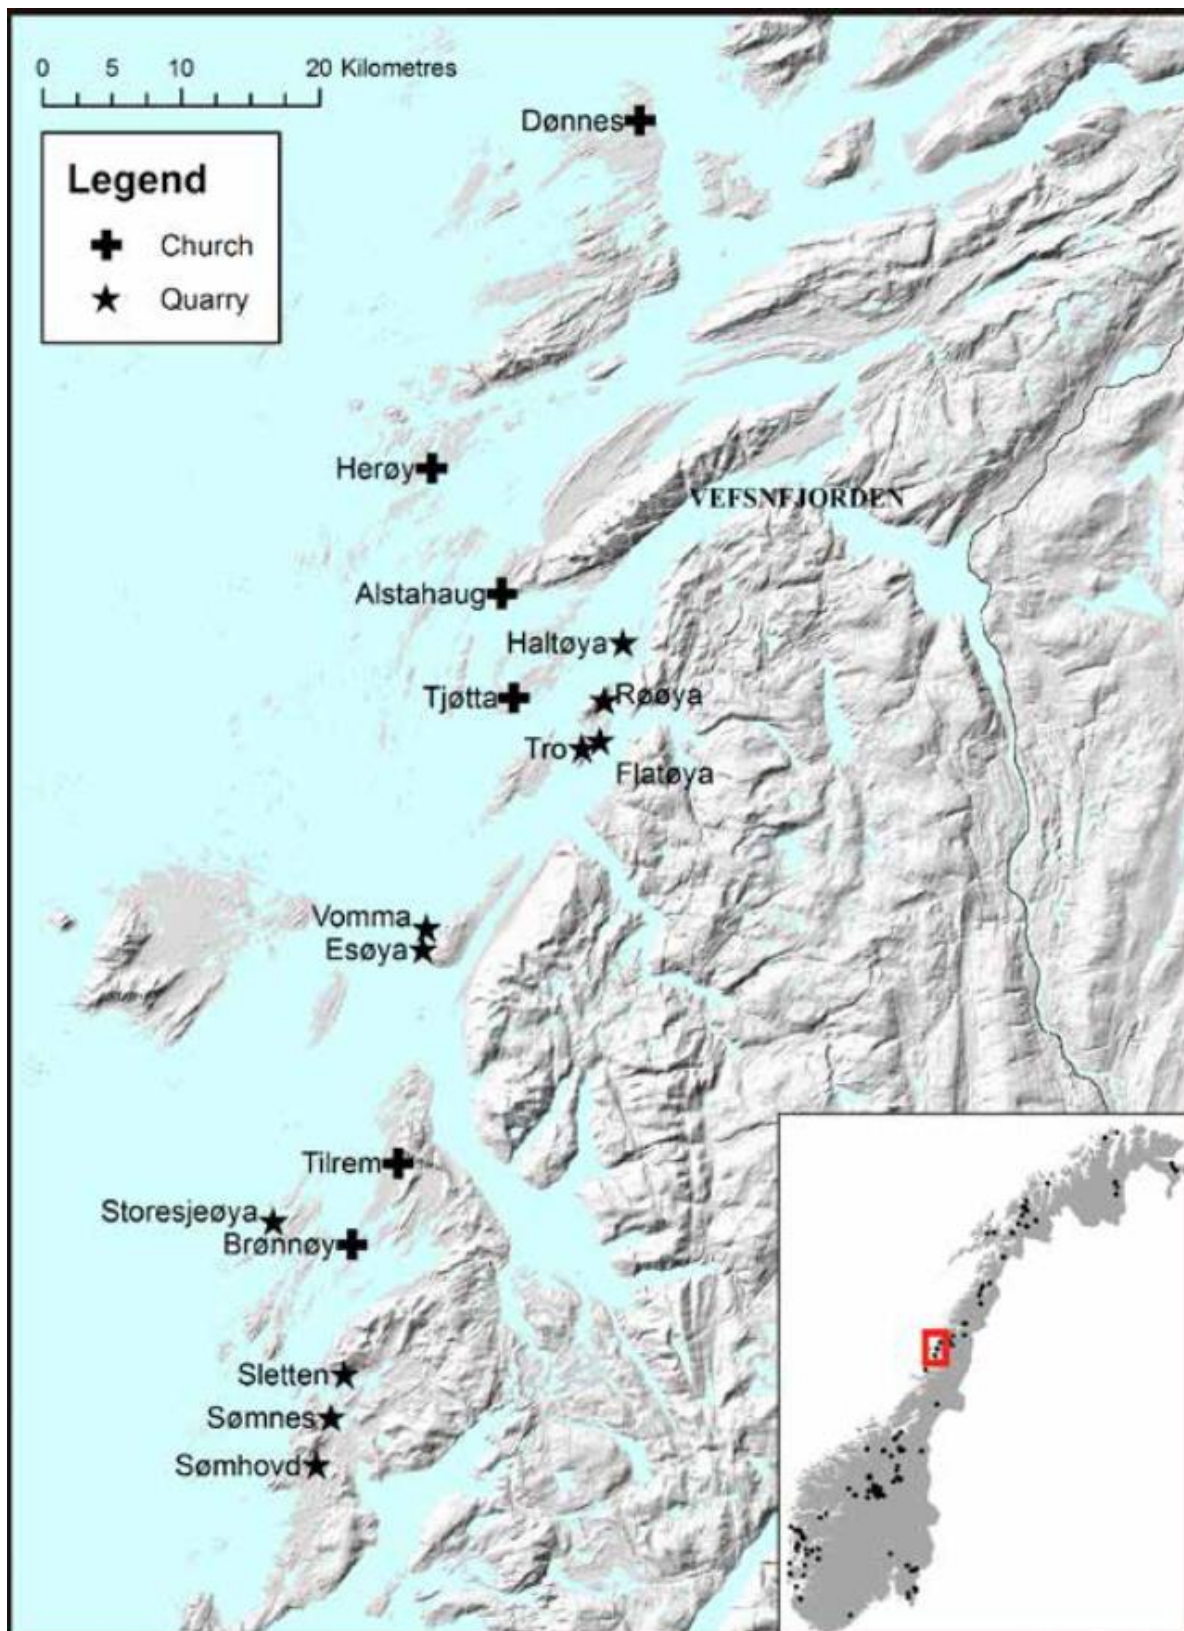 0 5 10 20 Kilometres
Legend
Church
Quarry
Dønnes
Herøy
VEFSNFJORDEN
Alstahaug
Haltøya
Tjøtta
Røøya
Tro
Flatøya
Vomma
Esøya
Tilrem
Storesjeøya
Brønnøy
Sletten
Sømnes
Sømhovd